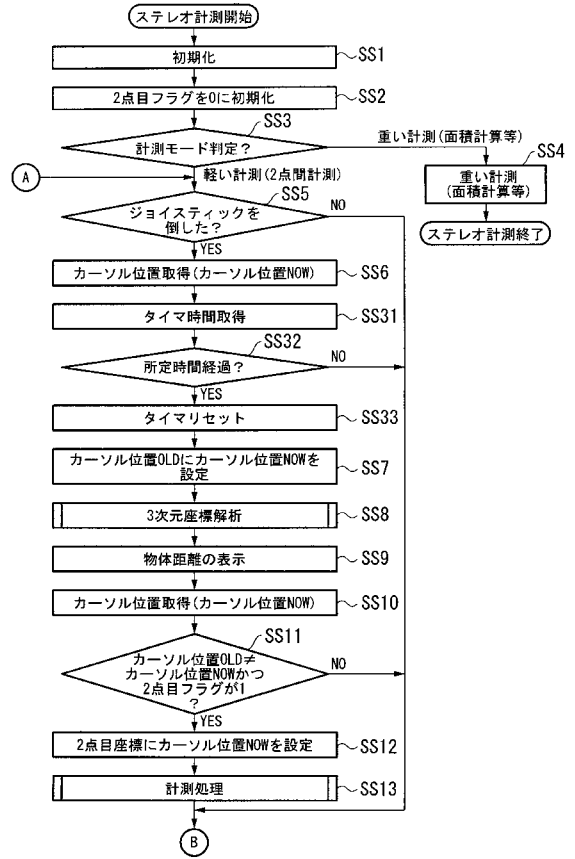 ステレオ計測開始
初期化
SS1
2点目フラグを0に初期化
SS2
SS3
計測モード判定?
重い計測(面積計算等)
SS4
重い計測
(面積計算等)
ステレオ計測終了
A
軽い計測(2点間計測)
SS5
ジョイスティックを
倒した?
NO
YES
カーソル位置取得(カーソル位置NOW)
SS6
タイマ時間取得
SS31
SS32
所定時間経過?
NO
YES
タイマリセット
SS33
カーソル位置OLDにカーソル位置NOWを
設定
SS7
3次元座標解析
SS8
物体距離の表示
SS9
カーソル位置取得(カーソル位置NOW)
SS10
SS11
カーソル位置OLD≠
カーソル位置NOWかつ
2点目フラグが1
?
NO
YES
2点目座標にカーソル位置NOWを設定
SS12
計測処理
SS13
B